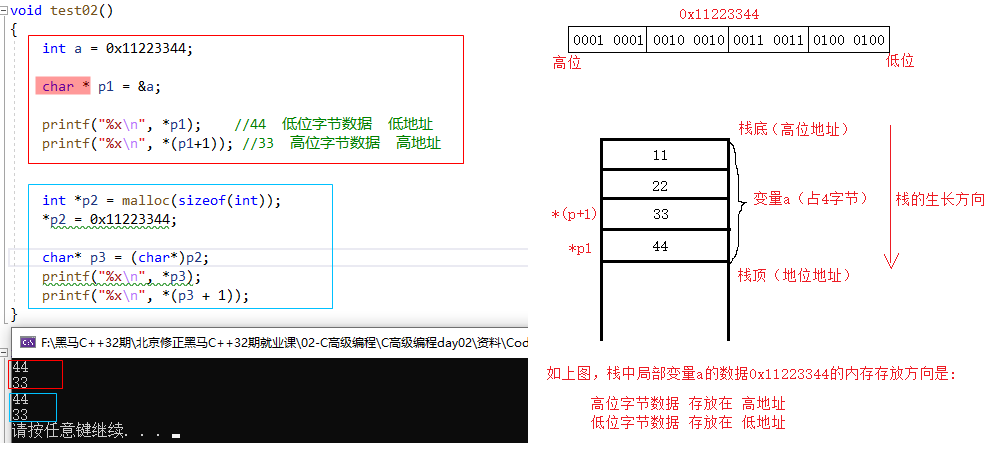 void test02()
{
int a = 0x11223344;
char * p1 = &a;
printf("%x\n", *p1); //44 低位字节数据 低地址
printf("%x\n", *(p1+1)); //33 高位字节数据 高地址
int *p2 = malloc(sizeof(int));
*p2 = 0x11223344;
char* p3 = (char*)p2;
printf("%x\n", *p3);
printf("%x\n", *(p3 + 1));
}
F:\黑马C++32期\北京修正黑马C++32期就业课\02-C高级编程\C高级编程day02\资料\Cod
44
33
44
33
请按任意键继续. . .
0x11223344
0001 0001 0010 0010 0011 0011 0100 0100
高位 低位
栈底（高位地址）
11
22
*(p+1) 33
*p1 44
变量a（占4字节）
栈的生长方向
栈顶（地位地址）
如上图，栈中局部变量a的数据0x11223344的内存存放方向是:
高位字节数据 存放在 高地址
低位字节数据 存放在 低地址